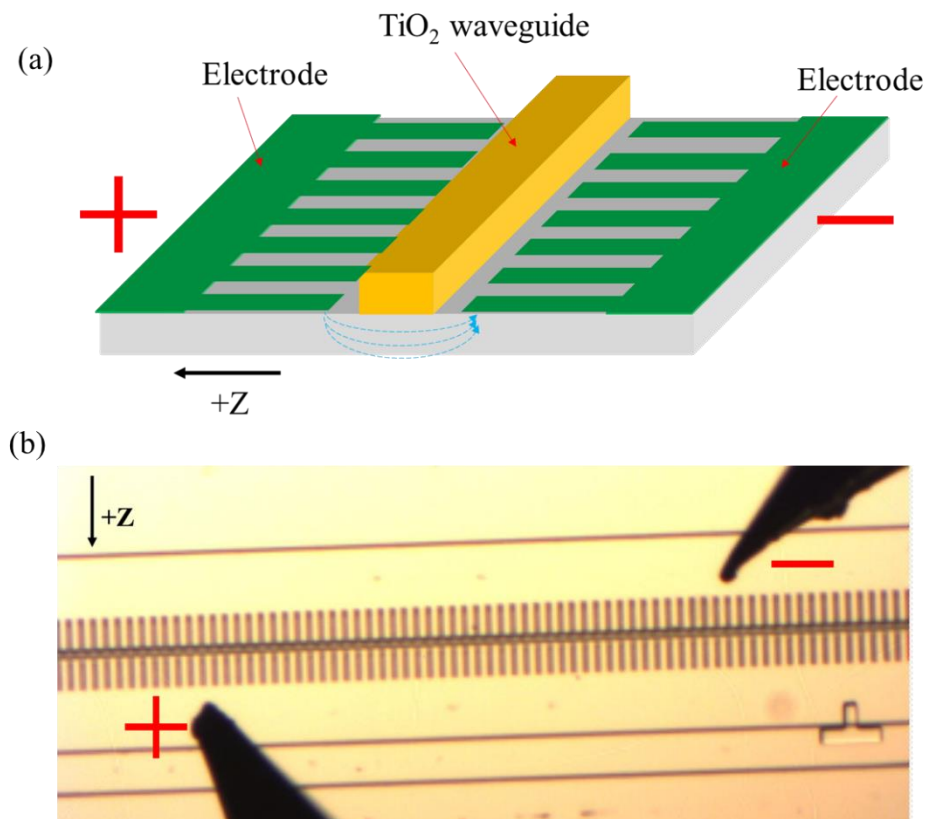 (a)
TiO₂ waveguide
Electrode
Electrode
+
−
+Z
(b)
+Z
−
+